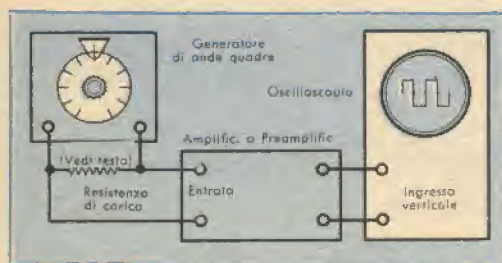 Generatore
di onde quadre
Oscilloscopio
Amplific. o Preamplific
(Vedi testo)
Resistenza
di carico
Entrata
Ingresso
verticale